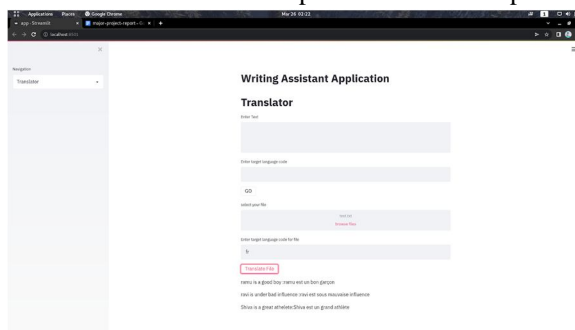 Applications Places Google Chrome Mar 26 01:22 1
app · Streamlit × major-project-report × +
localhost:8501
Navigation
Translator
Writing Assistant Application
Translator
Enter Text
Enter target language code
GO
select your file
Browse files
Enter target language code for file
fr
Translate File
ramu is a good boy :ramu est un bon garçon
ravi is under bad influence :ravi est sous mauvaise influence
Shiva is a great athelete:Shiva est un grand athlète